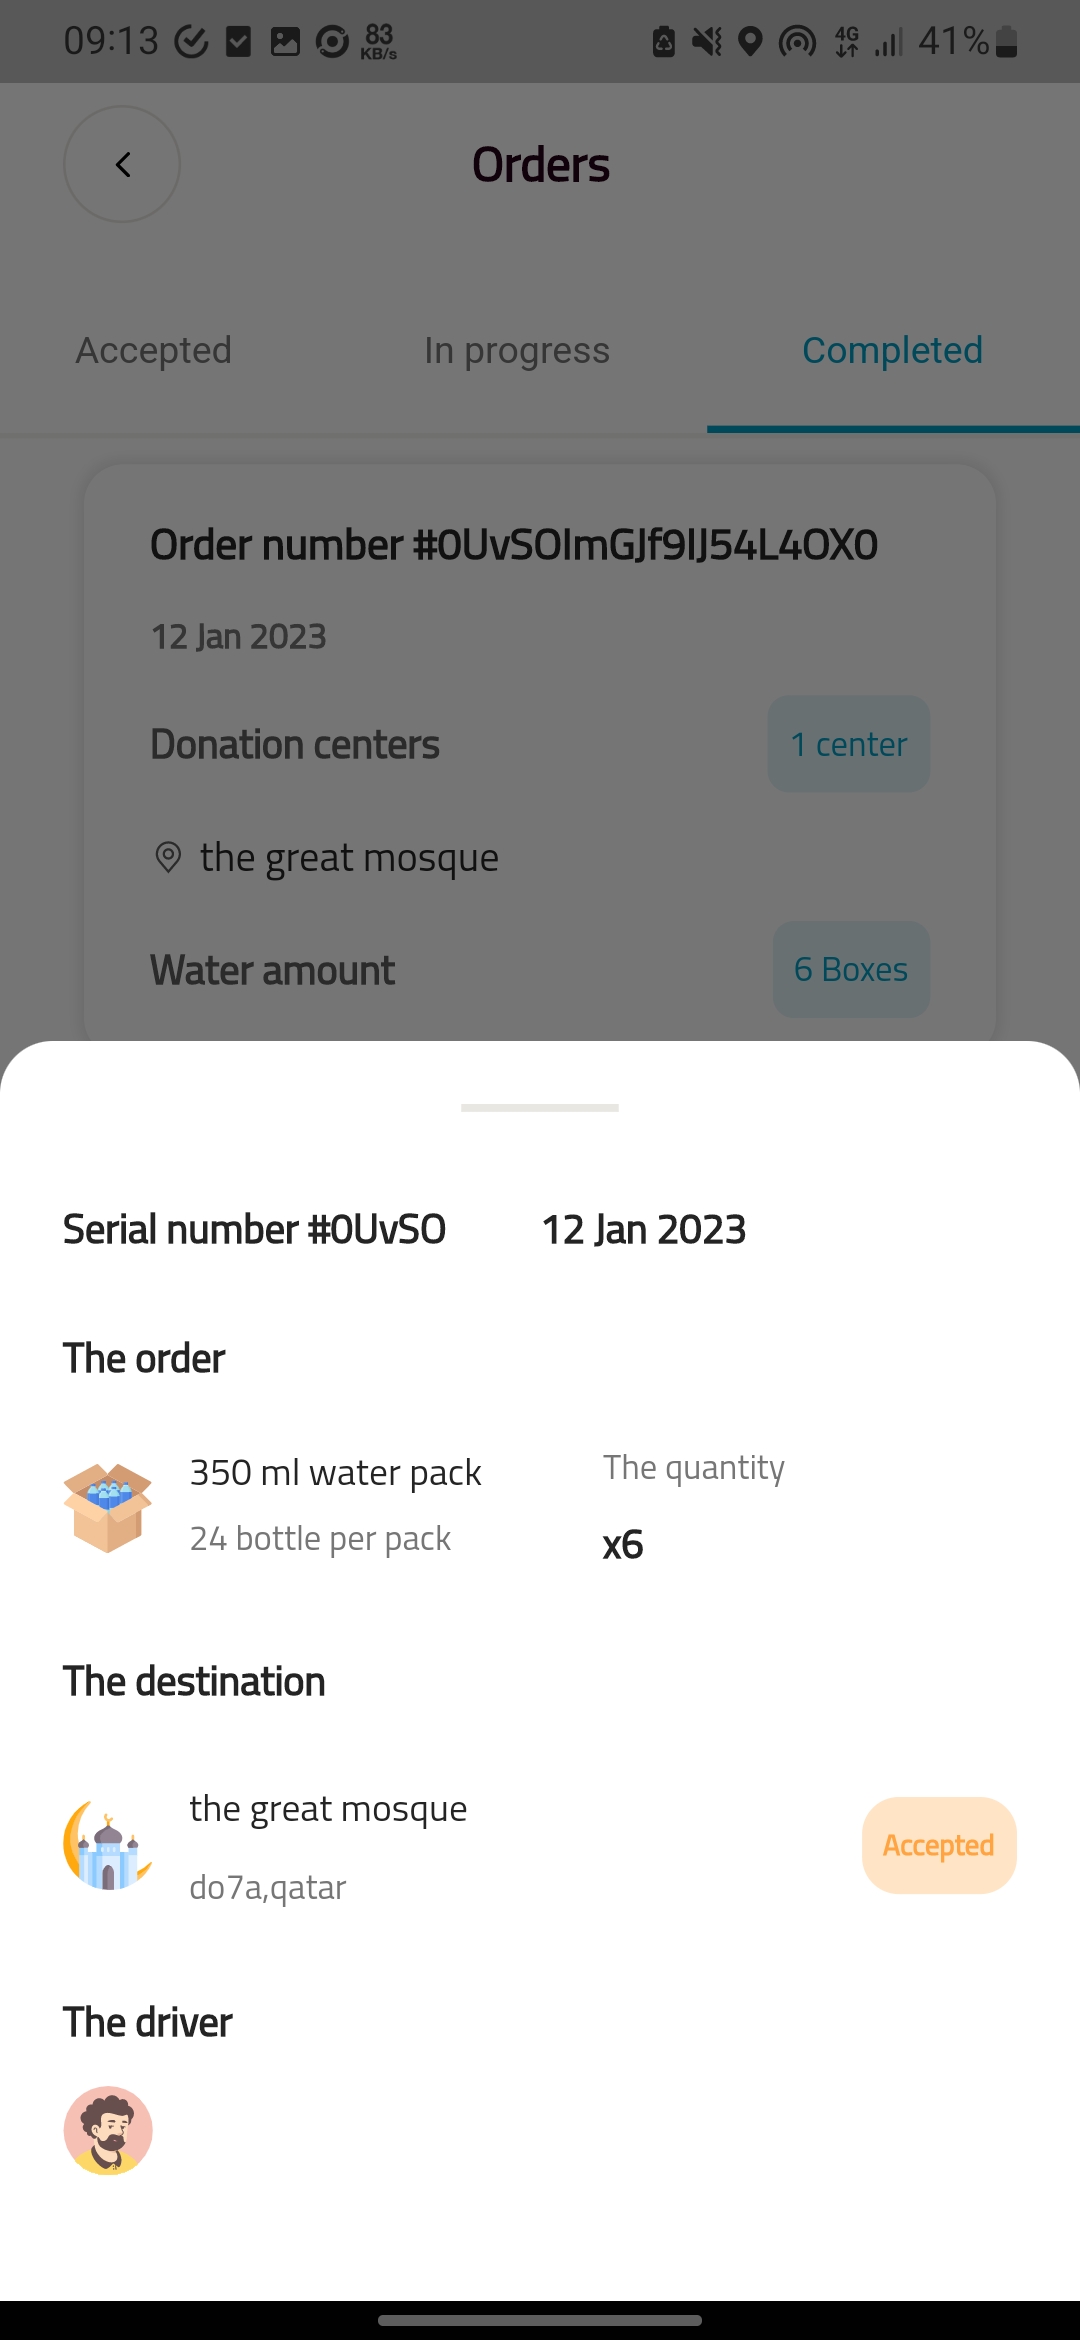 09:13 83 KB/s 4G 41%
Orders
Accepted In progress Completed
Order number #0UvSOImGJf9IJ54L4OX0
12 Jan 2023
Donation centers 1 center
the great mosque
Water amount 6 Boxes
Serial number #0UvSO 12 Jan 2023
The order
350 ml water pack The quantity
24 bottle per pack x6
The destination
the great mosque
Accepted
do7a,qatar
The driver